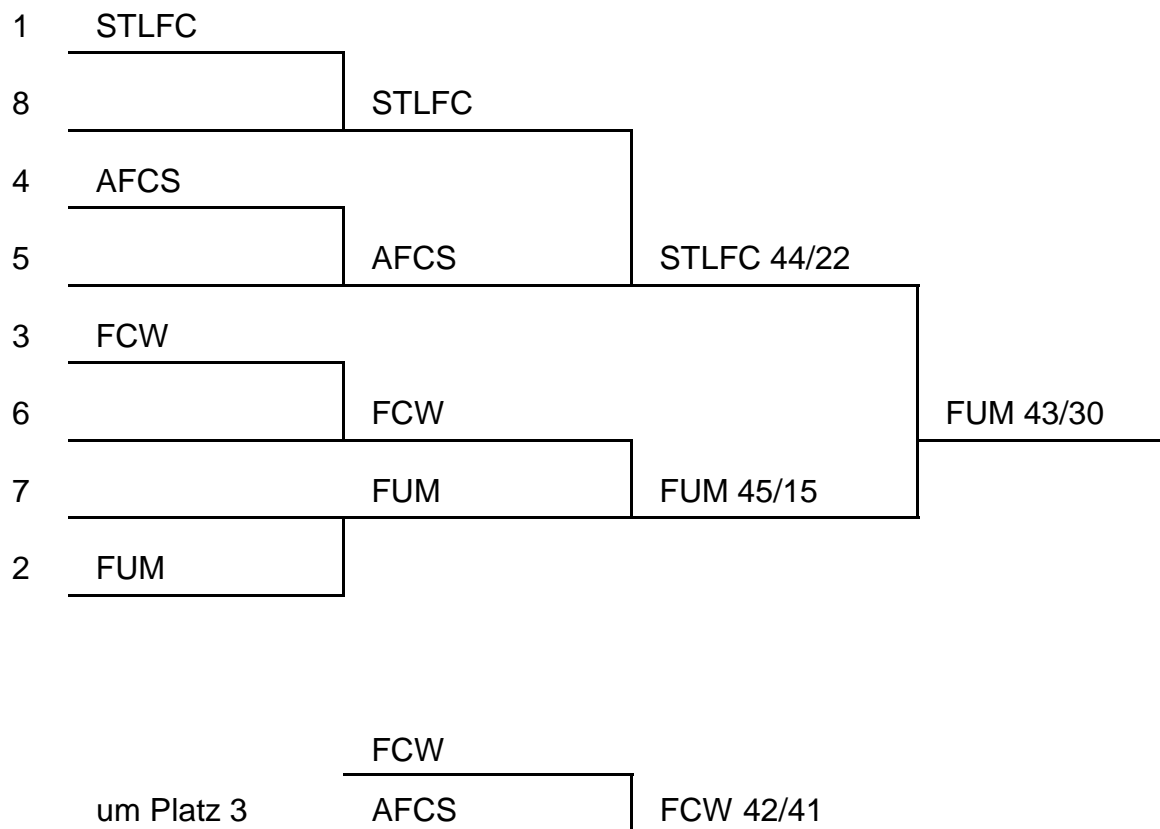 1 STLFC
8 STLFC
4 AFCS
5 AFCS STLFC 44/22
3 FCW
6 FCW FUM 43/30
7 FUM FUM 45/15
2 FUM
FCW
um Platz 3 AFCS FCW 42/41